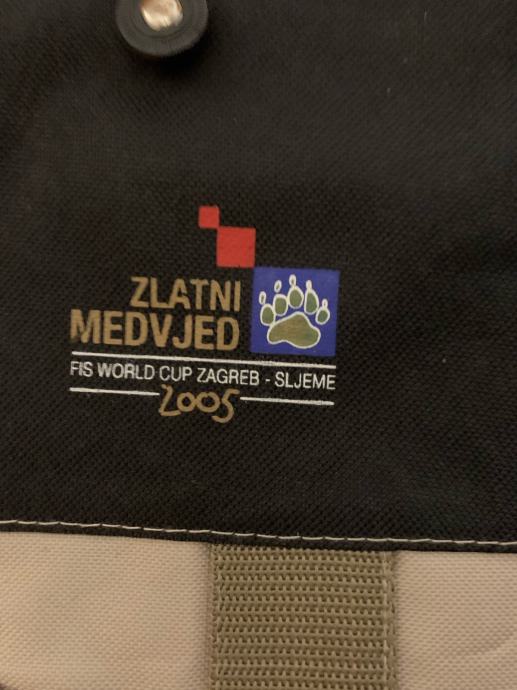 ZLATNI
MEDVJED
FIS WORLD CUP ZAGREB - SLJEME
2005